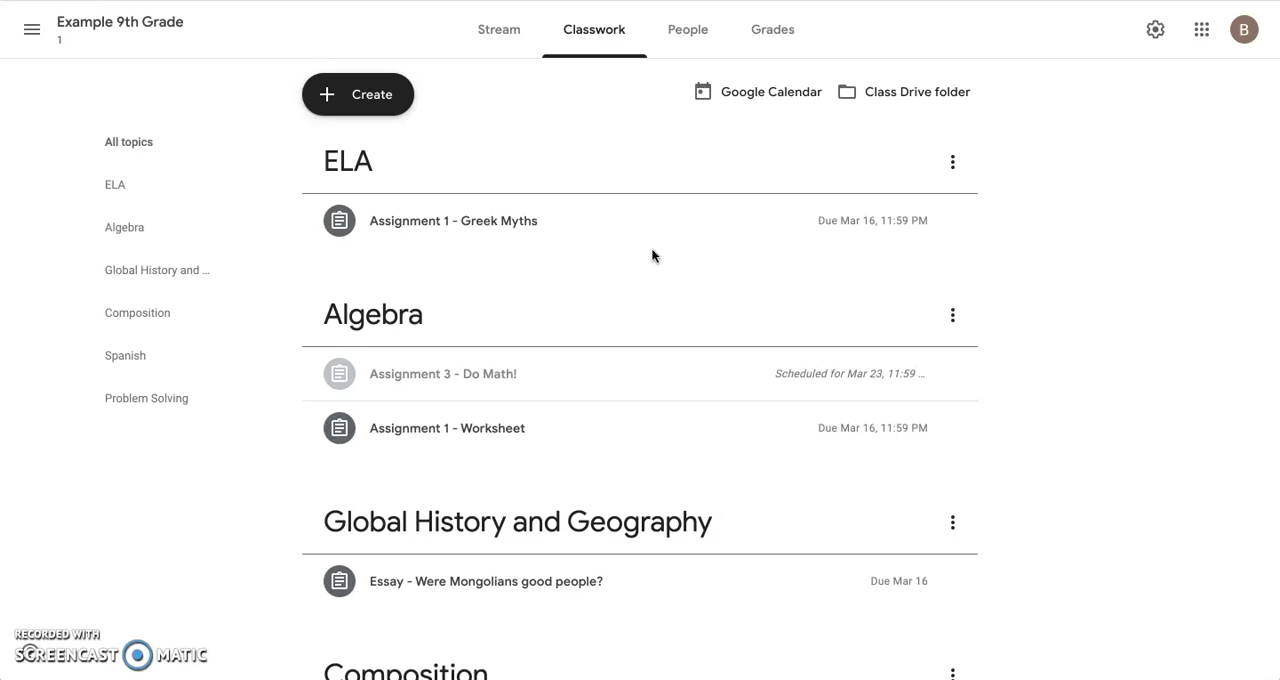 Example 9th Grade
1
Stream
Classwork
People
Grades
B
Create
Google Calendar
Class Drive folder
All topics
ELA
Algebra
Global History and ...
Composition
Spanish
Problem Solving
ELA
Assignment 1 - Greek Myths
Due Mar 16, 11:59 PM
Algebra
Assignment 3 - Do Math!
Scheduled for Mar 23, 11:59 ...
Assignment 1 - Worksheet
Due Mar 16, 11:59 PM
Global History and Geography
Essay - Were Mongolians good people?
Due Mar 16
Composition
RECORDED WITH
SCREENCAST MATIC